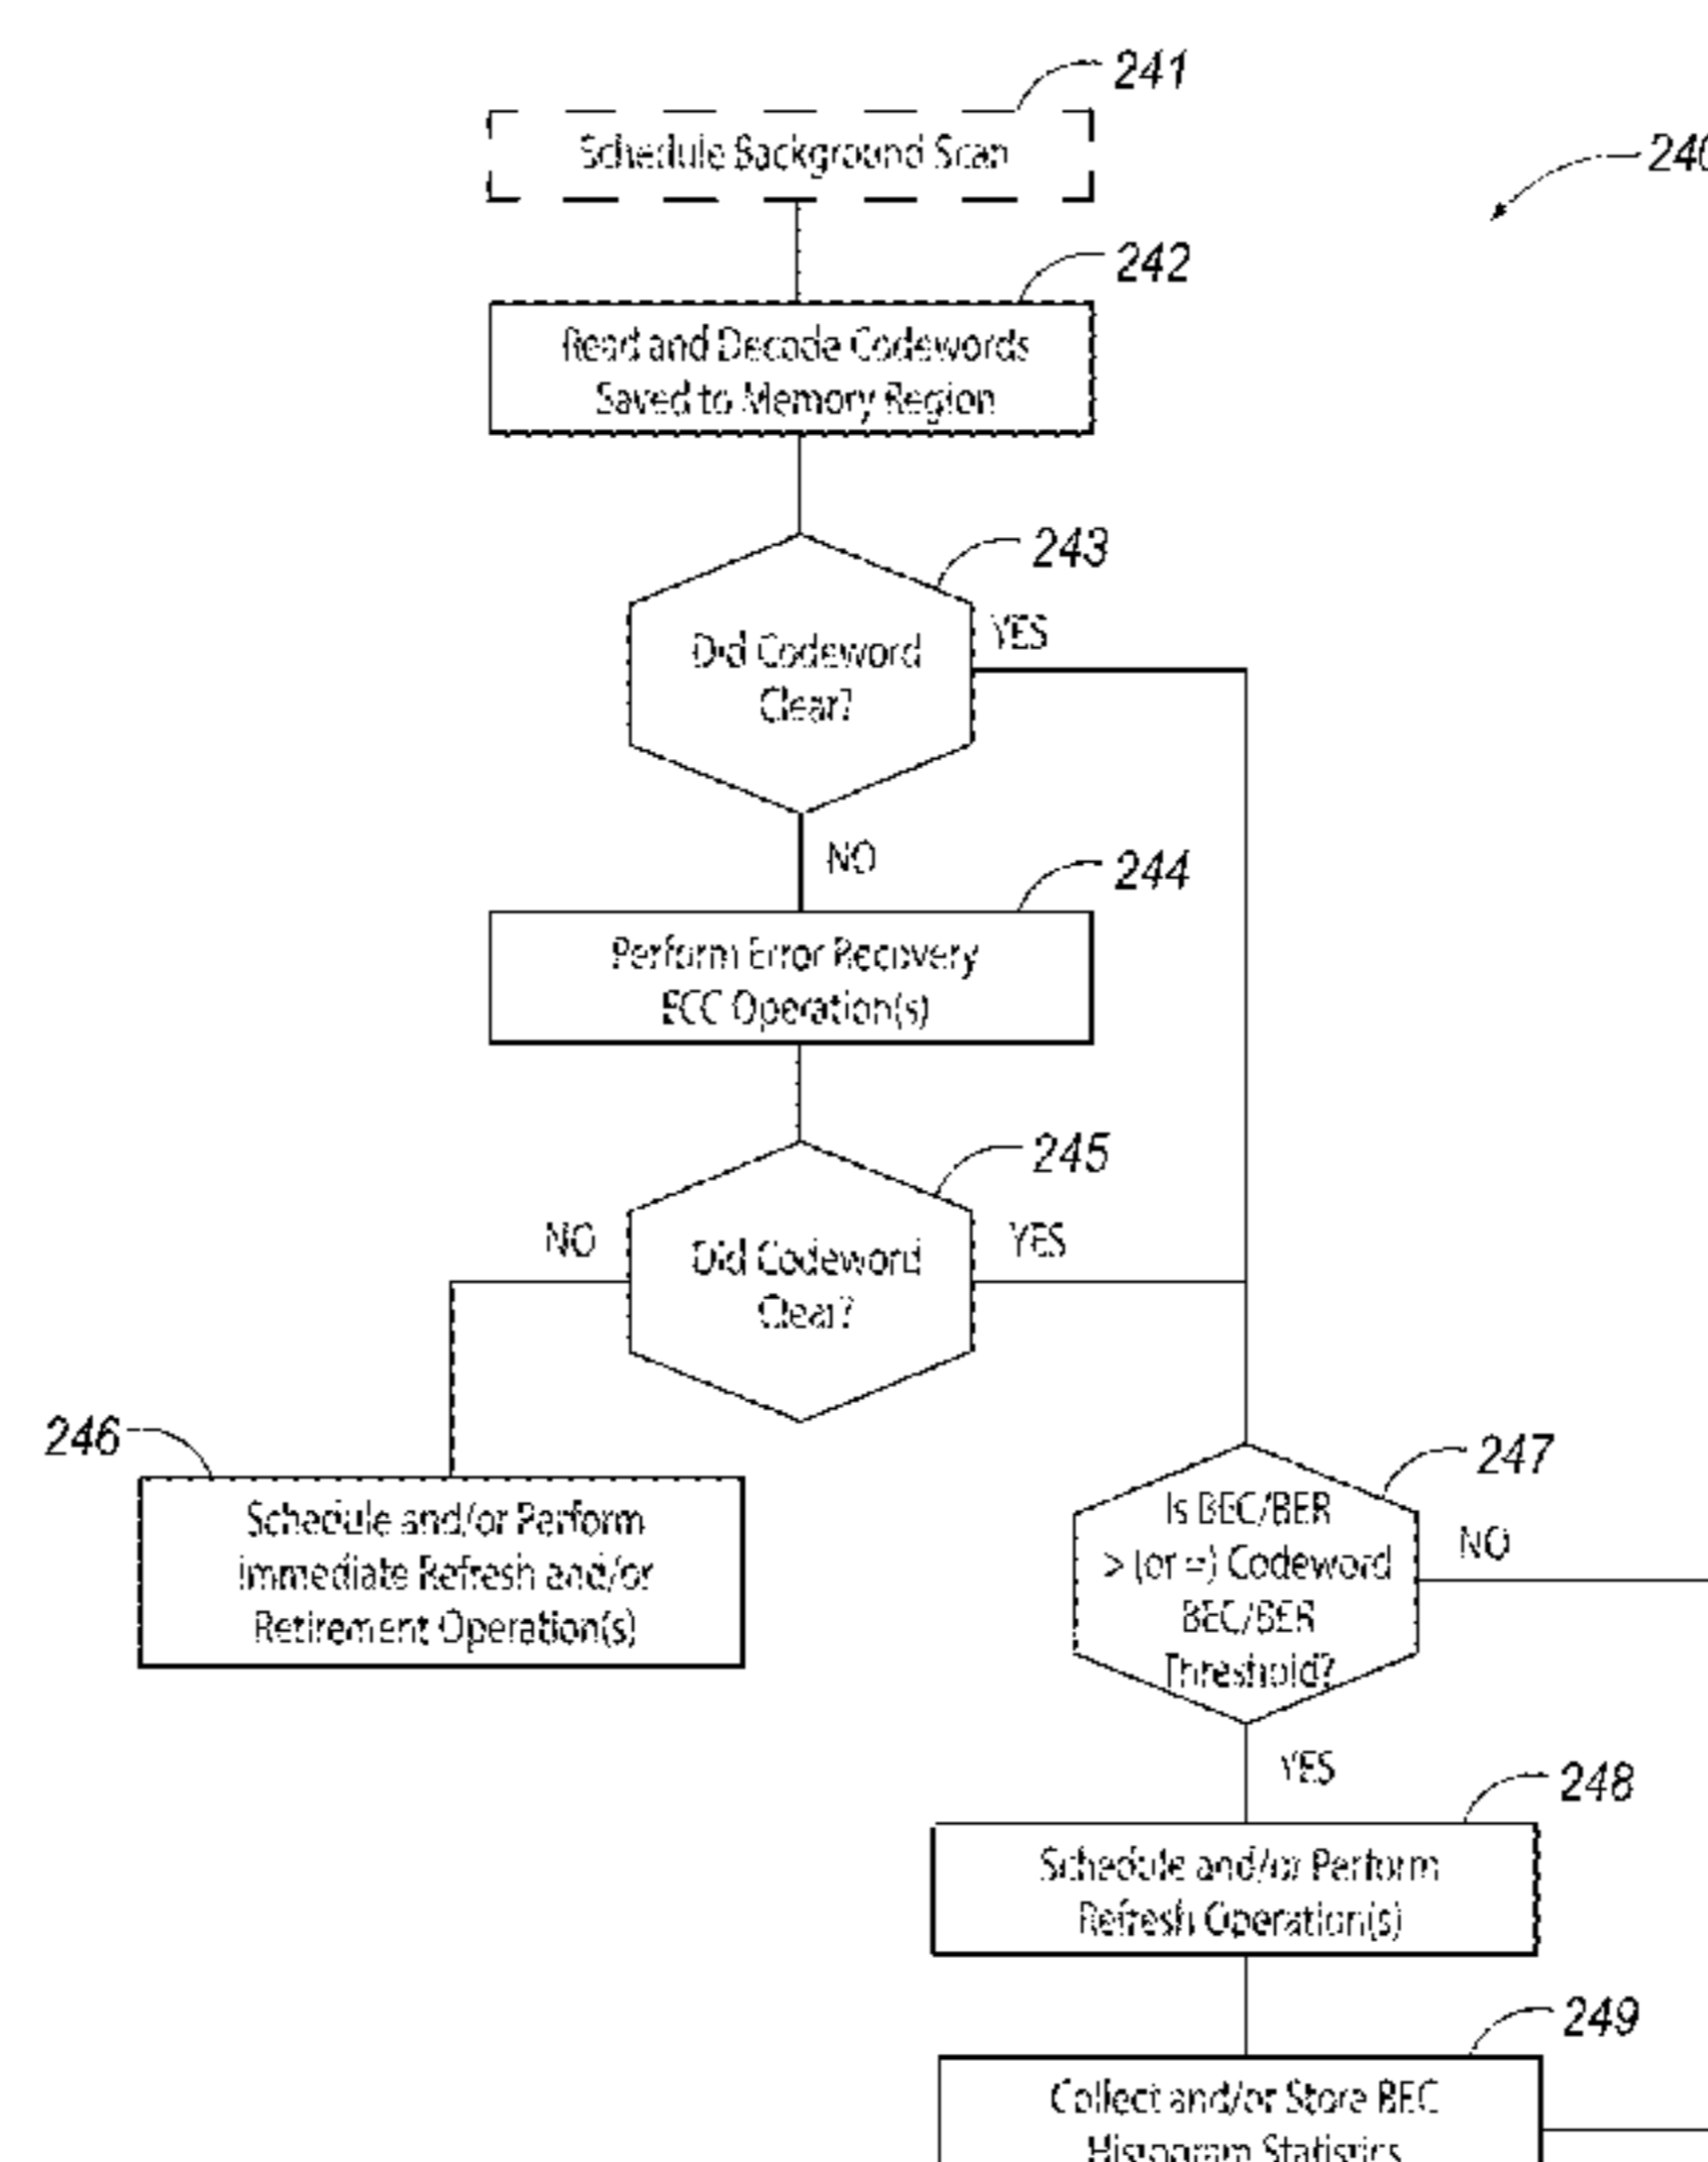 241
Schedule Background Scan
240
242
Read and Decode Codewords
Saved to Memory Region
243
YES
Did Codeword
Clear?
NO
244
Perform Error Recovery
ECC Operation(s)
245
NO
YES
Did Codeword
Clear?
246
247
Schedule and/or Perform
Immediate Refresh and/or
Retirement Operation(s)
Is BEC/BER
> (or =) Codeword
BEC/BER
Threshold?
NO
YES
248
Schedule and/or Perform
Refresh Operation(s)
249
Collect and/or Store BEC
Histogram Statistics